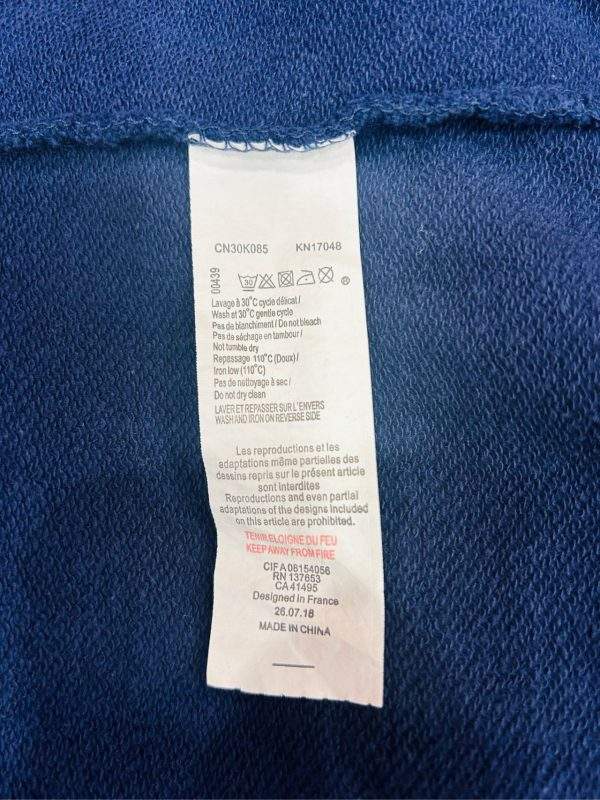 CN30K085 KN17048
00439
30 ®
Lavage à 30°C cycle délicat /
Wash at 30°C gentle cycle
Pas de blanchiment / Do not bleach
Pas de séchage en tambour /
Not tumble dry
Repassage 110°C (Doux) /
Iron low (110°C)
Pas de nettoyage à sec /
Do not dry clean
LAVER ET REPASSER SUR L'ENVERS
WASH AND IRON ON REVERSE SIDE
Les reproductions et les
adaptations même partielles des
dessins repris sur le présent article
sont interdites
Reproductions and even partial
adaptations of the designs included
on this article are prohibited.
TENIR ELOIGNE DU FEU
KEEP AWAY FROM FIRE
CIF A08154056
RN 137653
CA 41495
Designed in France
26.07.18
MADE IN CHINA